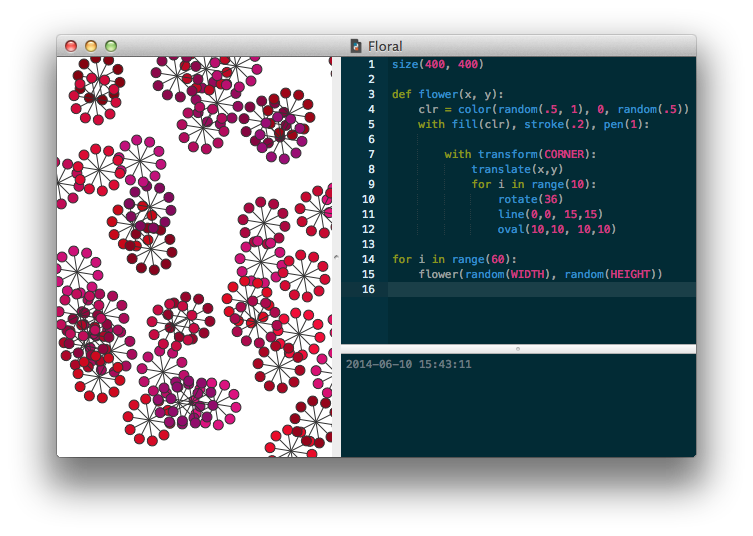 Floral
1 size(400, 400)
2
3 def flower(x, y):
4     clr = color(random(.5, 1), 0, random(.5))
5     with fill(clr), stroke(.2), pen(1):
6
7         with transform(CORNER):
8             translate(x,y)
9             for i in range(10):
10                rotate(36)
11                line(0,0, 15,15)
12                oval(10,10, 10,10)
13
14 for i in range(60):
15     flower(random(WIDTH), random(HEIGHT))
16
2014-06-10 15:43:11